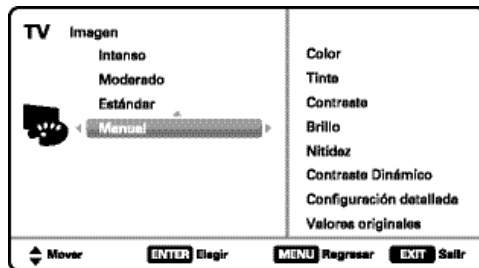 TV Imagen
Intenso
Moderado
Estándar
Manual
Color
Tinte
Contraste
Brillo
Nitidez
Contraste Dinámico
Configuración detallada
Valores originales
Mover ENTER Elegir MENU Regresar EXIT Salir